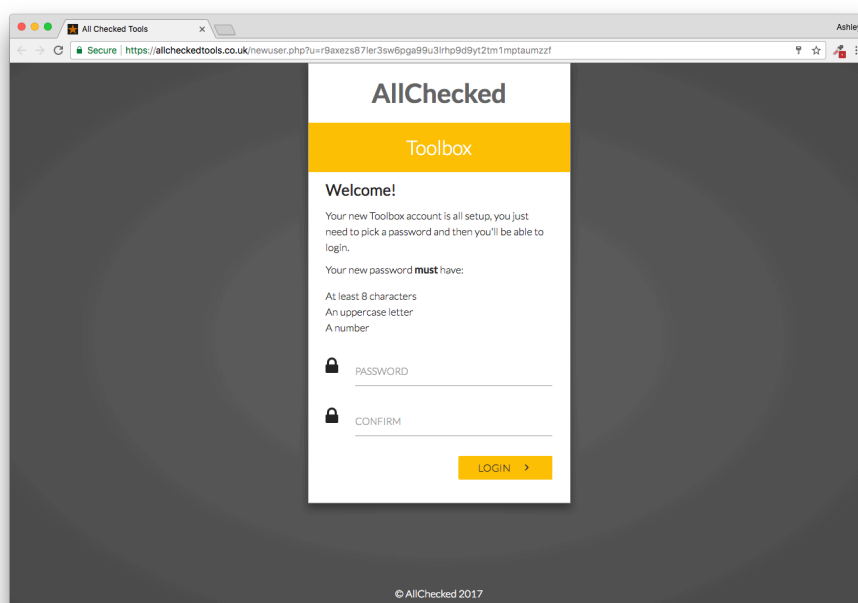 All Checked Tools
Ashley
Secure | https://allcheckedtools.co.uk/newuser.php?u=r9axezs87ler3sw6pga99u3lrhp9d9yt2tm1mptaumzzf
AllChecked
Toolbox
Welcome!
Your new Toolbox account is all setup, you just
need to pick a password and then you'll be able to
login.
Your new password must have:
At least 8 characters
An uppercase letter
A number
PASSWORD
CONFIRM
LOGIN
© AllChecked 2017